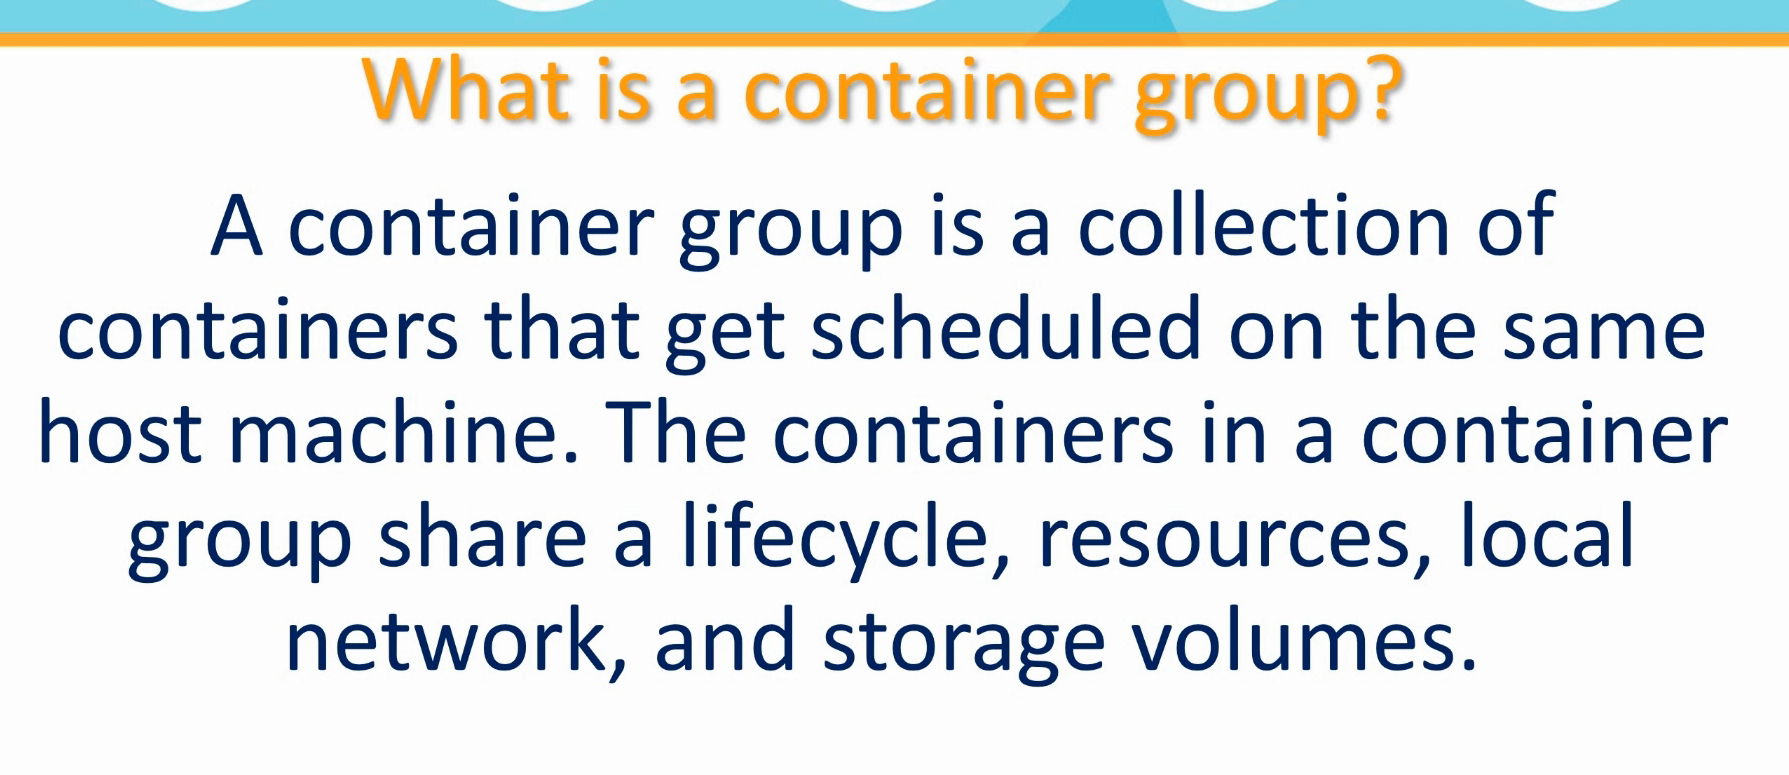 What is a container group?
A container group is a collection of
containers that get scheduled on the same
host machine. The containers in a container
group share a lifecycle, resources, local
network, and storage volumes.